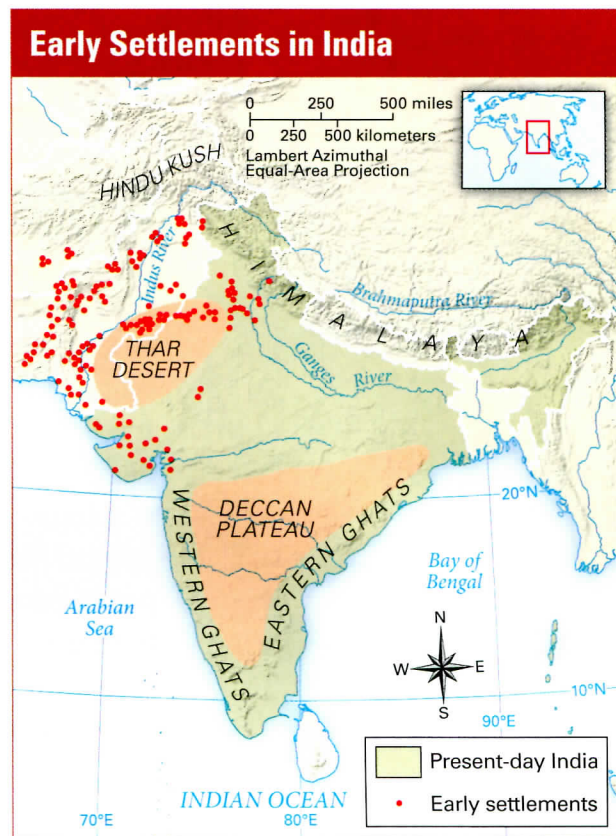 Early Settlements in India
0 250 500 miles
0 250 500 kilometers
Lambert Azimuthal
Equal-Area Projection
HINDU KUSH
Indus River
HIMALAYA
Brahmaputra River
THAR
DESERT
Ganges
River
DECCAN
PLATEAU
WESTERN GHATS
EASTERN GHATS
20°N
Bay of
Bengal
Arabian
Sea
N
W E
S
10°N
90°E
INDIAN OCEAN
70°E
80°E
Present-day India
Early settlements